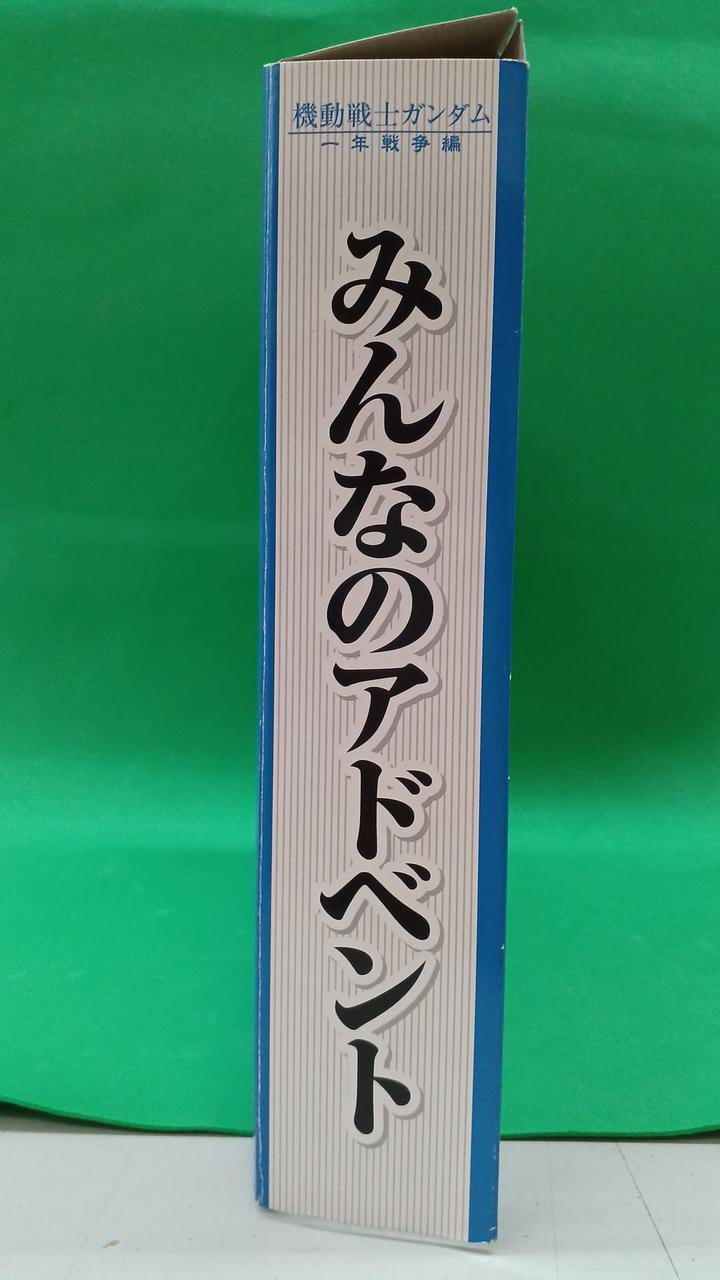 機動戦士ガンダム
一年戦争編
みんなのアドベント